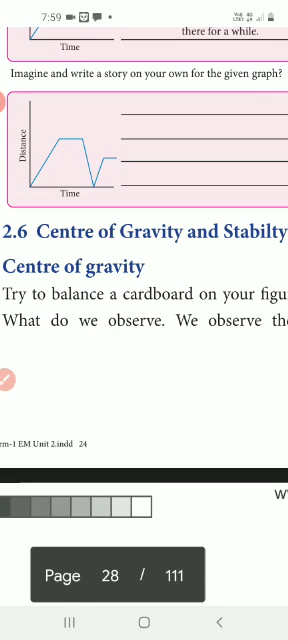 7:59
there for a while.
Time
Imagine and write a story on your own for the given graph?
Distance
Time
2.6 Centre of Gravity and Stabilty
Centre of gravity
Try to balance a cardboard on your figu
What do we observe. We observe the
rm-1 EM Unit 2.indd 24
W
Page 28 / 111